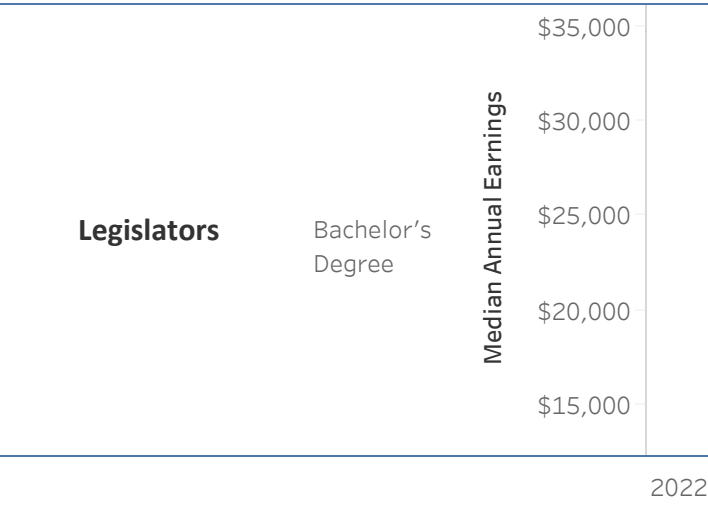 Legislators
Bachelor’s
Degree
Median Annual Earnings
$35,000
$30,000
$25,000
$20,000
$15,000
2022